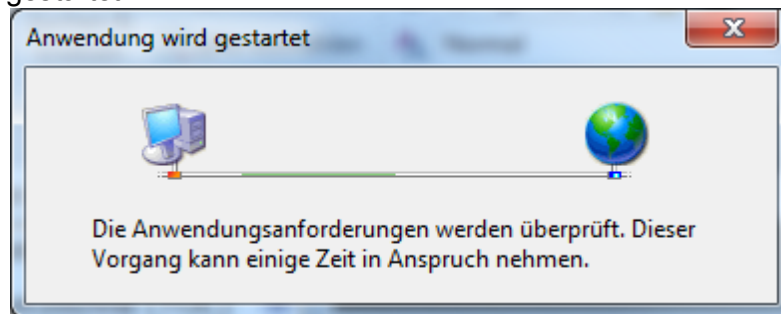 Anwendung wird gestartet
Die Anwendungsanforderungen werden überprüft. Dieser
Vorgang kann einige Zeit in Anspruch nehmen.